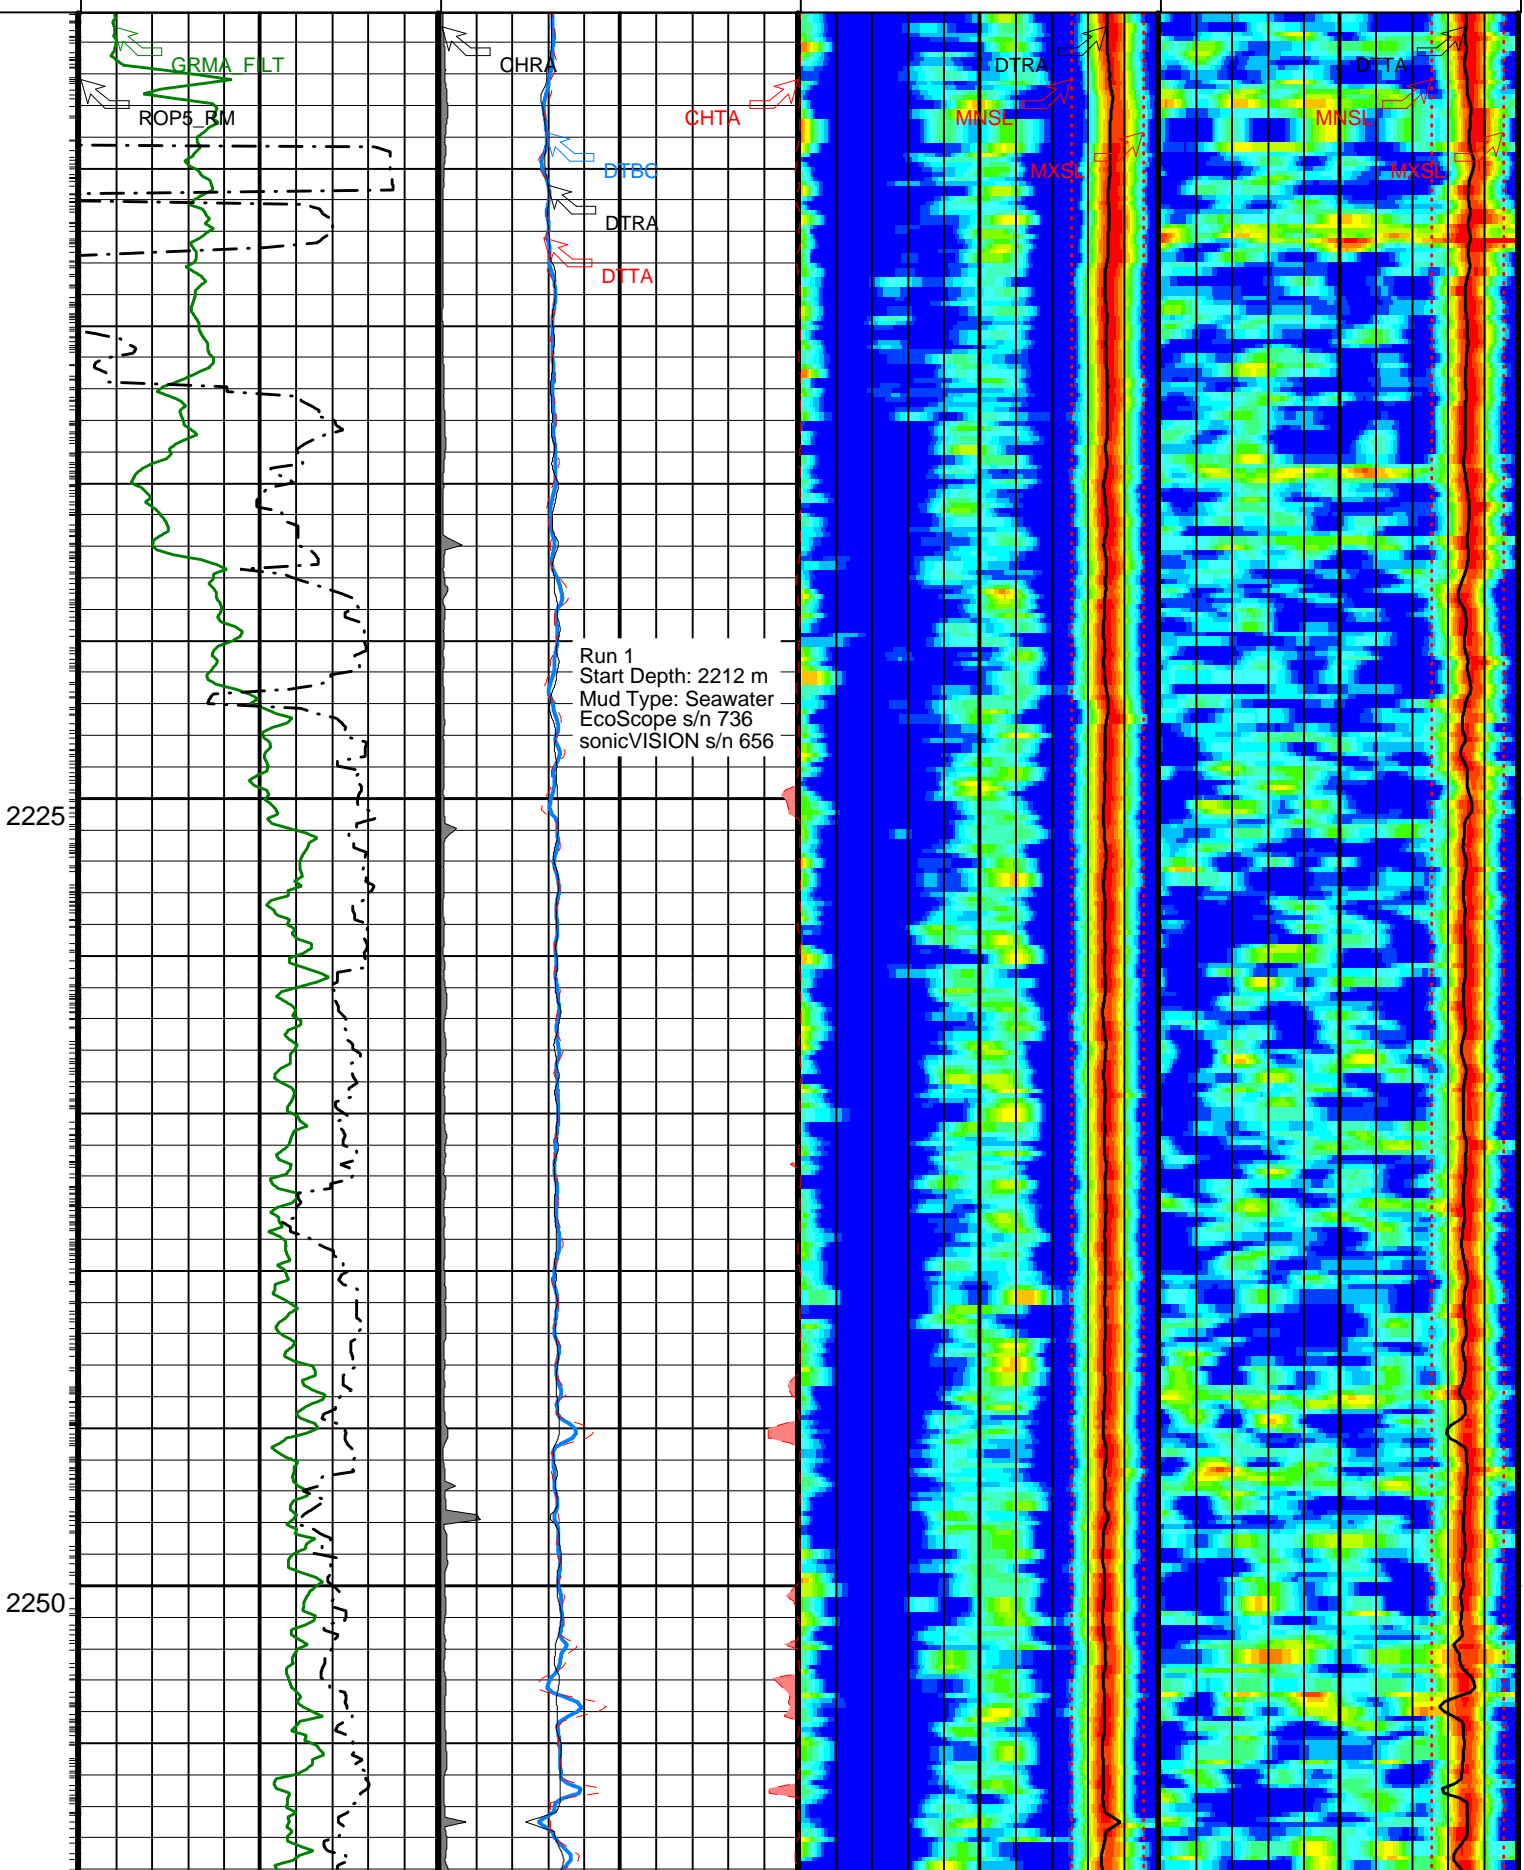 GRMA_FILT
CHRA
DTRA
DTTA
ROP5_RM
CHTA
MNSL
MNSL
DTBC
MXSL
MXSL
DTRA
DTTA
Run 1
Start Depth: 2212 m
Mud Type: Seawater
EcoScope s/n 736
sonicVISION s/n 656
2225
2250